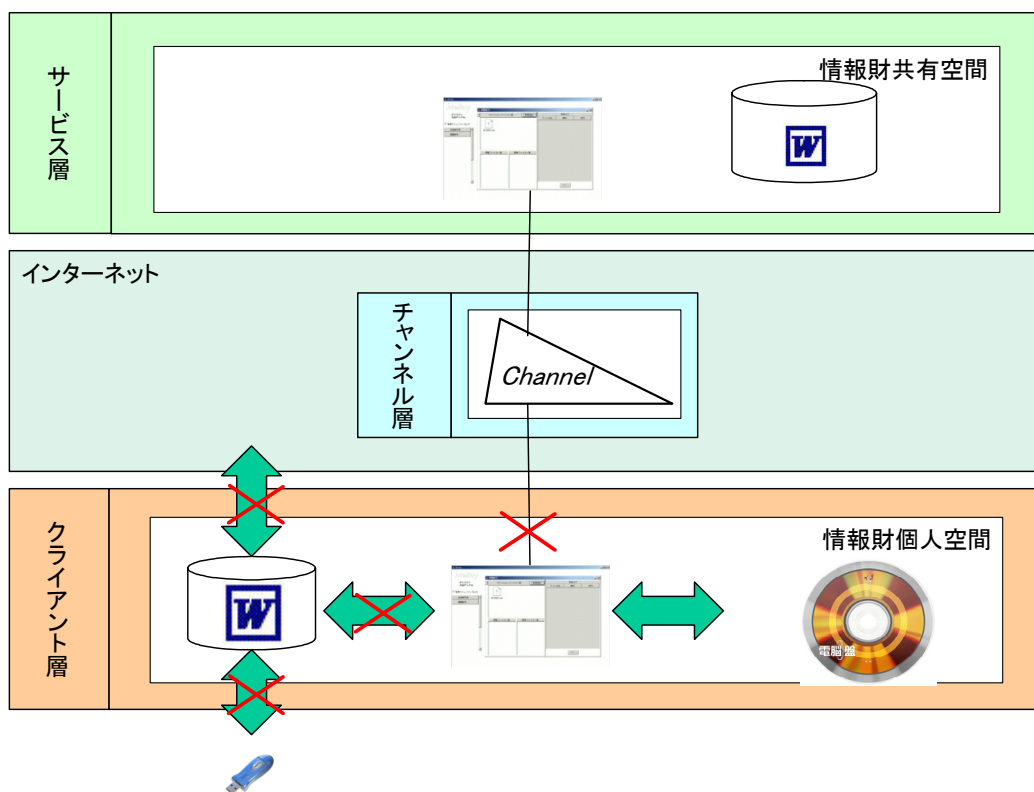 サービス層
情報財共有空間
W
インターネット
チャンネル層
Channel
クライアント層
情報財個人空間
W
電脳盤